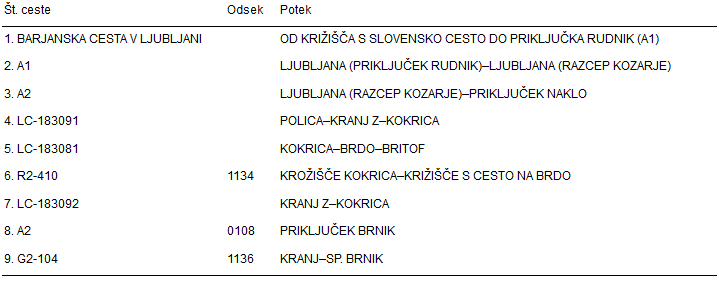 Št. ceste Odsek Potek
1. BARJANSKA CESTA V LJUBLJANI OD KRIŽIŠČA S SLOVENSKO CESTO DO PRIKLJUČKA RUDNIK (A1)
2. A1 LJUBLJANA (PRIKLJUČEK RUDNIK)–LJUBLJANA (RAZCEP KOZARJE)
3. A2 LJUBLJANA (RAZCEP KOZARJE)–PRIKLJUČEK NAKLO
4. LC-183091 POLICA–KRANJ Z–KOKRICA
5. LC-183081 KOKRICA–BRDO–BRITOF
6. R2-410 1134 KROŽIŠČE KOKRICA–KRIŽIŠČE S CESTO NA BRDO
7. LC-183092 KRANJ Z–KOKRICA
8. A2 0108 PRIKLJUČEK BRNIK
9. G2-104 1136 KRANJ–SP. BRNIK